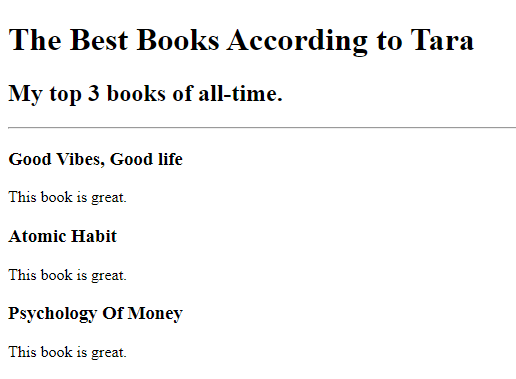 The Best Books According to Tara
My top 3 books of all-time.
Good Vibes, Good life
This book is great.
Atomic Habit
This book is great.
Psychology Of Money
This book is great.